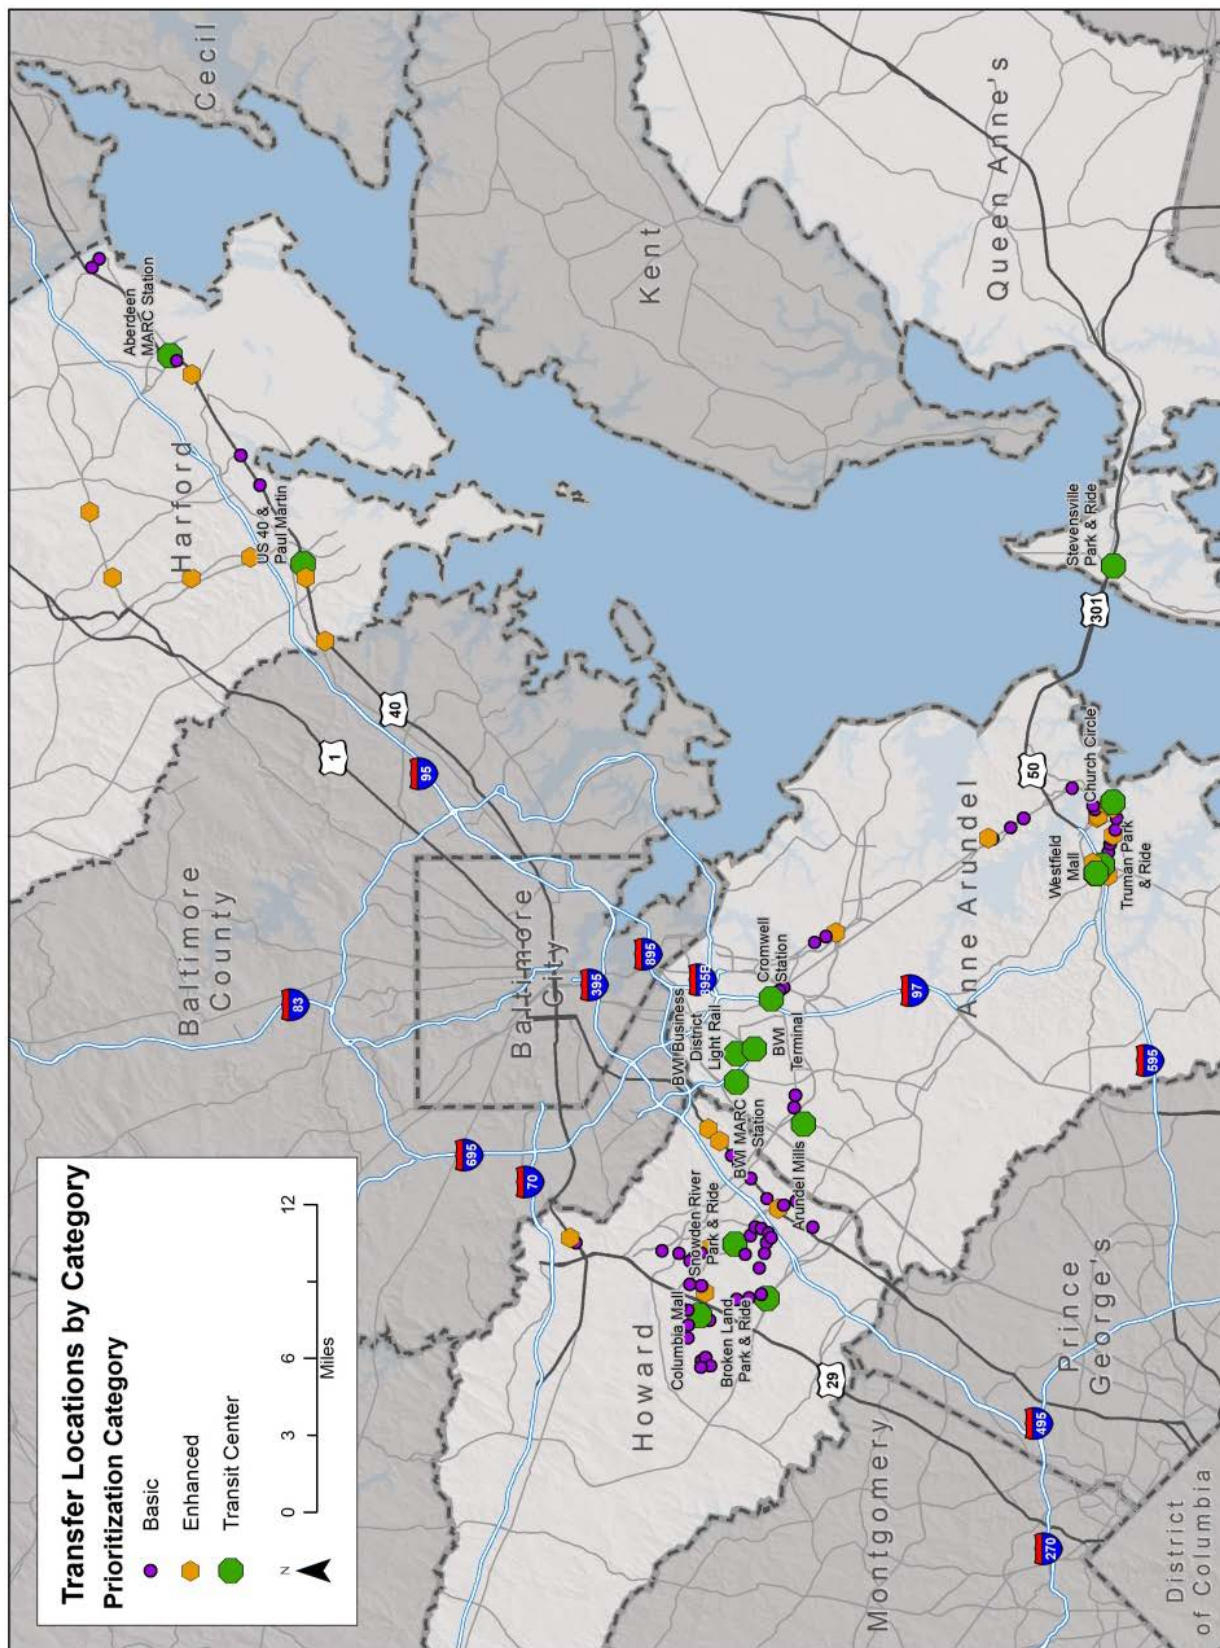 Transfer Locations by Category
Prioritization Category
Basic
Enhanced
Transit Center
N
0 3 6 12
Miles
Cecil
Harford
Aberdeen
MARC Station
US 40 &
Paul Martin
Kent
Queen Anne's
Baltimore
County
Baltimore
City
Howard
Anne Arundel
Montgomery
Prince
George's
District
of Columbia
Columbia Mall
Snowden River
Park & Ride
Broken Land
Park & Ride
BWI MARC
Station
Arundel Mills
BWI Business
District
Light Rail
BWI
Terminal
Cromwell
Station
Westfield
Mall
Truman Park
& Ride
Church Circle
Stevensville
Park & Ride
83
695
70
95
1
40
395
895
895B
97
595
50
301
29
495
270